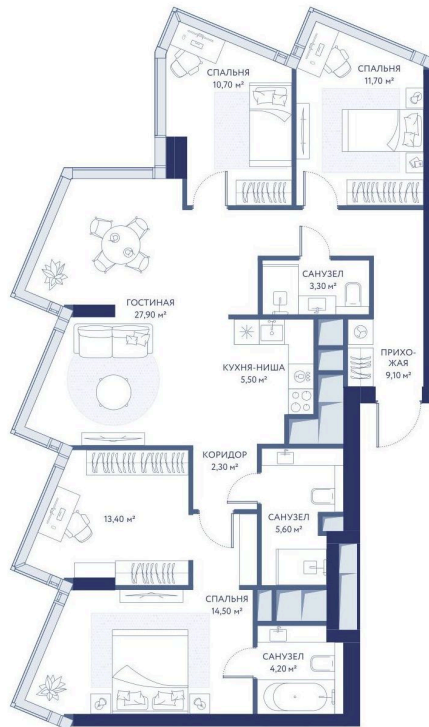 СПАЛЬНЯ
10,70 м²
СПАЛЬНЯ
11,70 м²
САНУЗЕЛ
3,30 м²
ГОСТИНАЯ
27,90 м²
КУХНЯ-НИША
5,50 м²
ПРИХО-
ЖАЯ
9,10 м²
КОРИДОР
2,30 м²
13,40 м²
САНУЗЕЛ
5,60 м²
СПАЛЬНЯ
14,50 м²
САНУЗЕЛ
4,20 м²